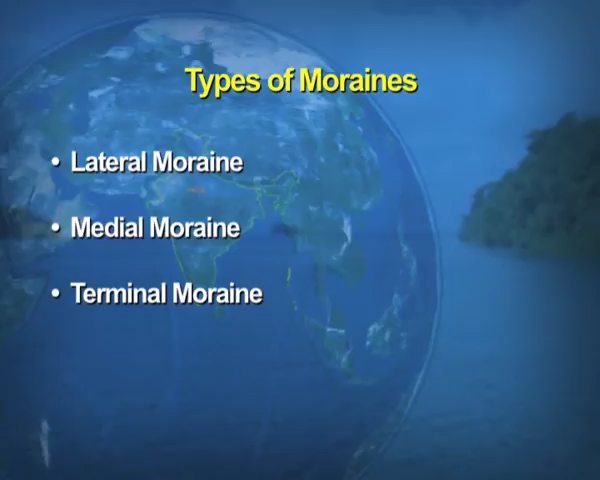 Types of Moraines
• Lateral Moraine
• Medial Moraine
• Terminal Moraine